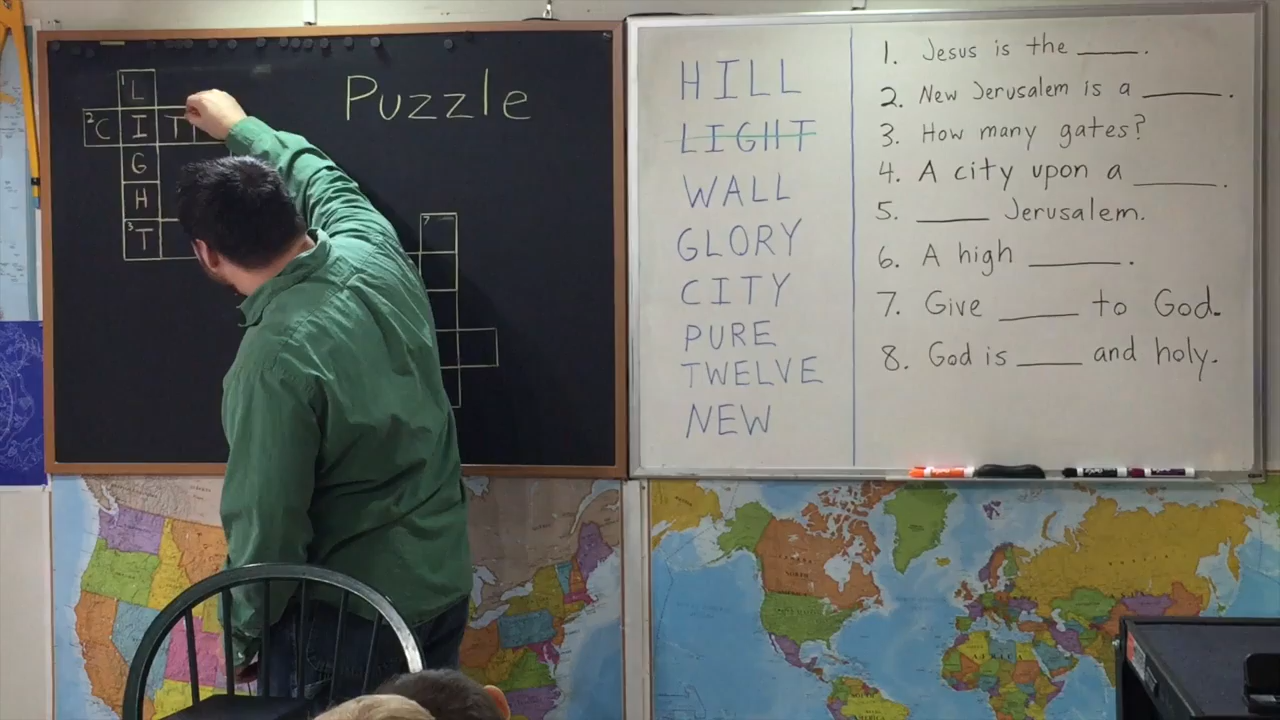 Puzzle
1 L
2 C I T
G
H
3 T
7
HILL
LIGHT
WALL
GLORY
CITY
PURE
TWELVE
NEW
1. Jesus is the ____.
2. New Jerusalem is a ____.
3. How many gates?
4. A city upon a ____.
5. ____ Jerusalem.
6. A high ____.
7. Give ____ to God.
8. God is ____ and holy.